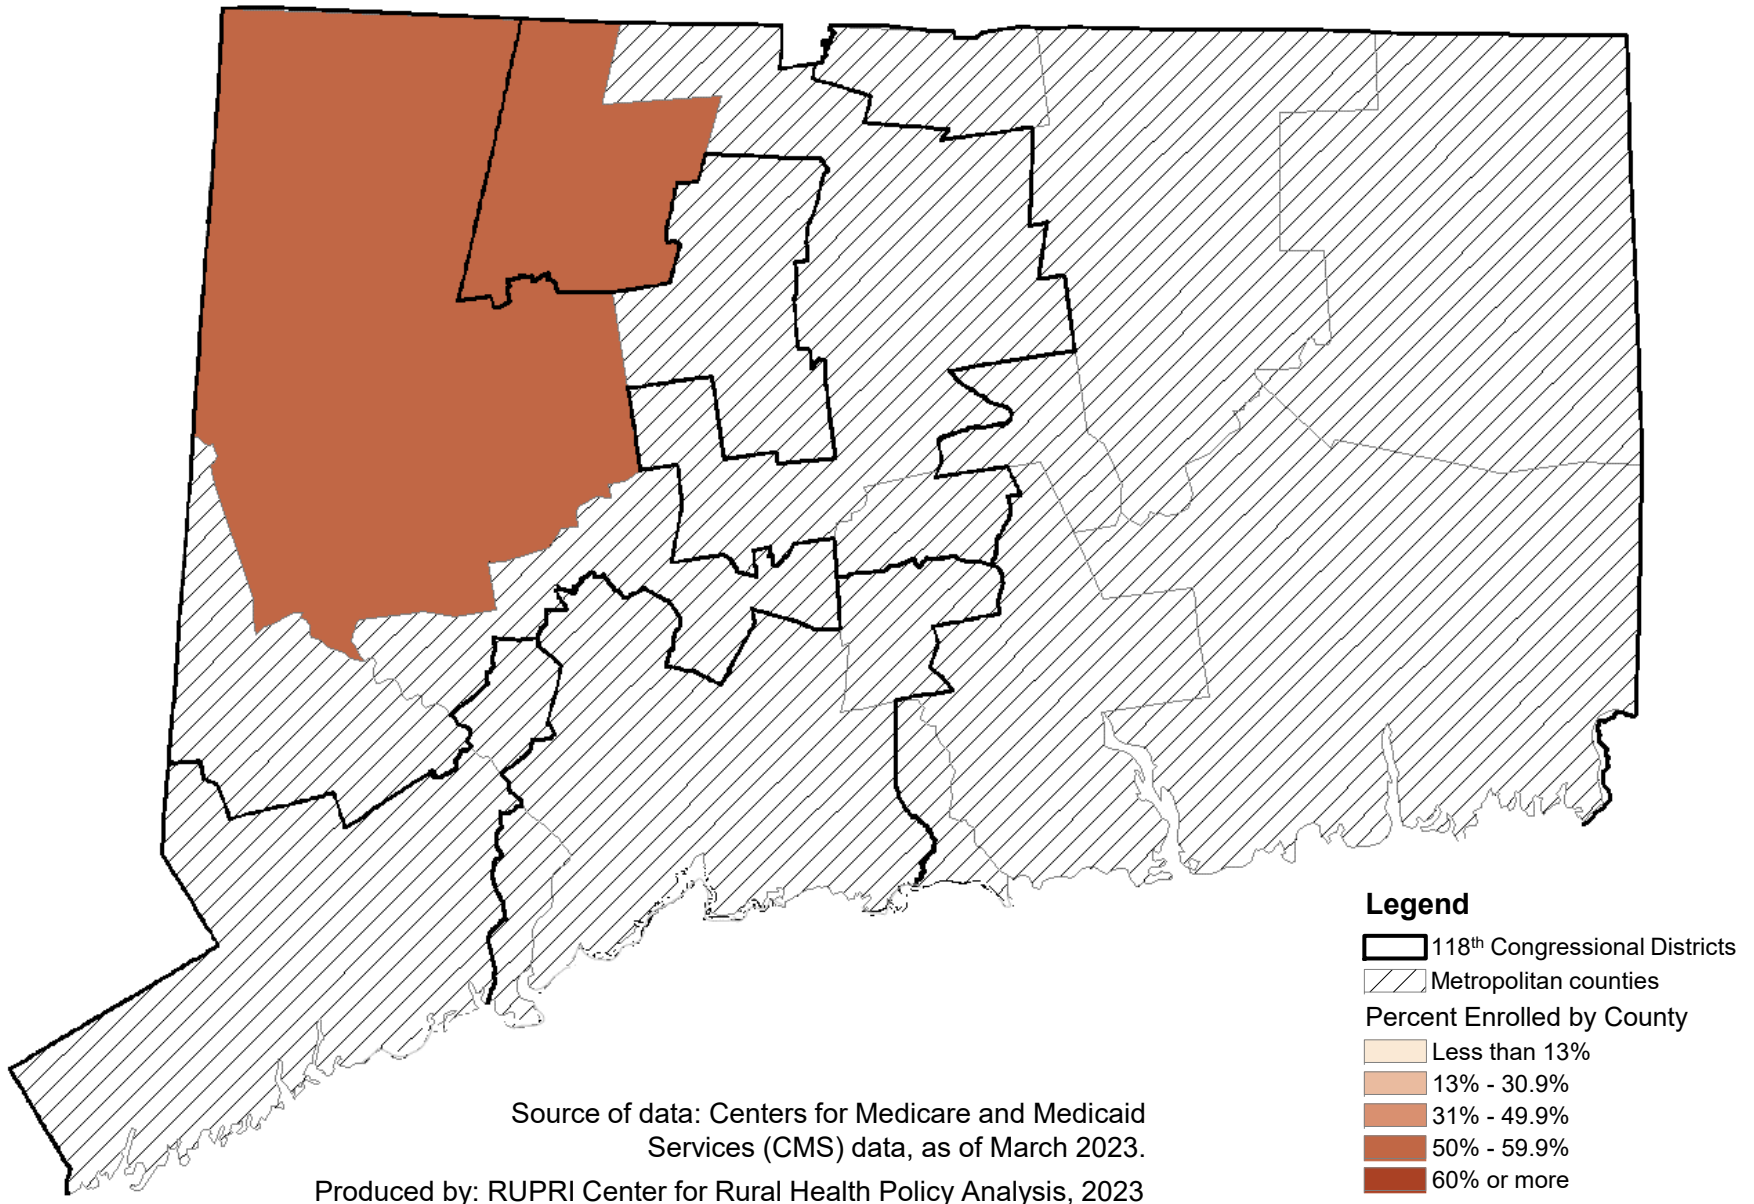 Legend
118th Congressional Districts
Metropolitan counties
Percent Enrolled by County
Less than 13%
13% - 30.9%
31% - 49.9%
50% - 59.9%
60% or more
Source of data: Centers for Medicare and Medicaid
Services (CMS) data, as of March 2023.
Produced by: RUPRI Center for Rural Health Policy Analysis, 2023